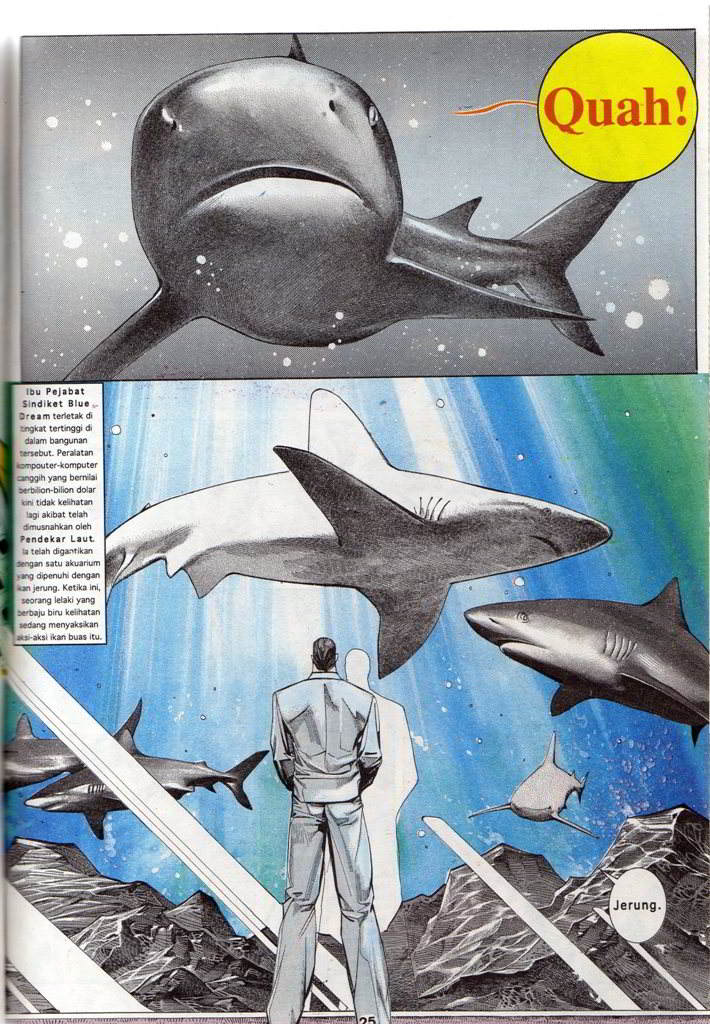 Quah!
Ibu Pejabat
Sindiket Blue
Dream terletak di
tingkat tertinggi di
dalam bangunan
tersebut. Peralatan
kompouter-komputer
canggih yang bernilai
berbilion-bilion dolar
kini tidak kelihatan
lagi akibat telah
dimusnahkan oleh
Pendekar Laut.
Ia telah digantikan
dengan satu akuarium
yang dipenuhi dengan
ikan jerung. Ketika ini,
seorang lelaki yang
berbaju biru kelihatan
sedang menyaksikan
aksi-aksi ikan buas itu.
Jerung.
25